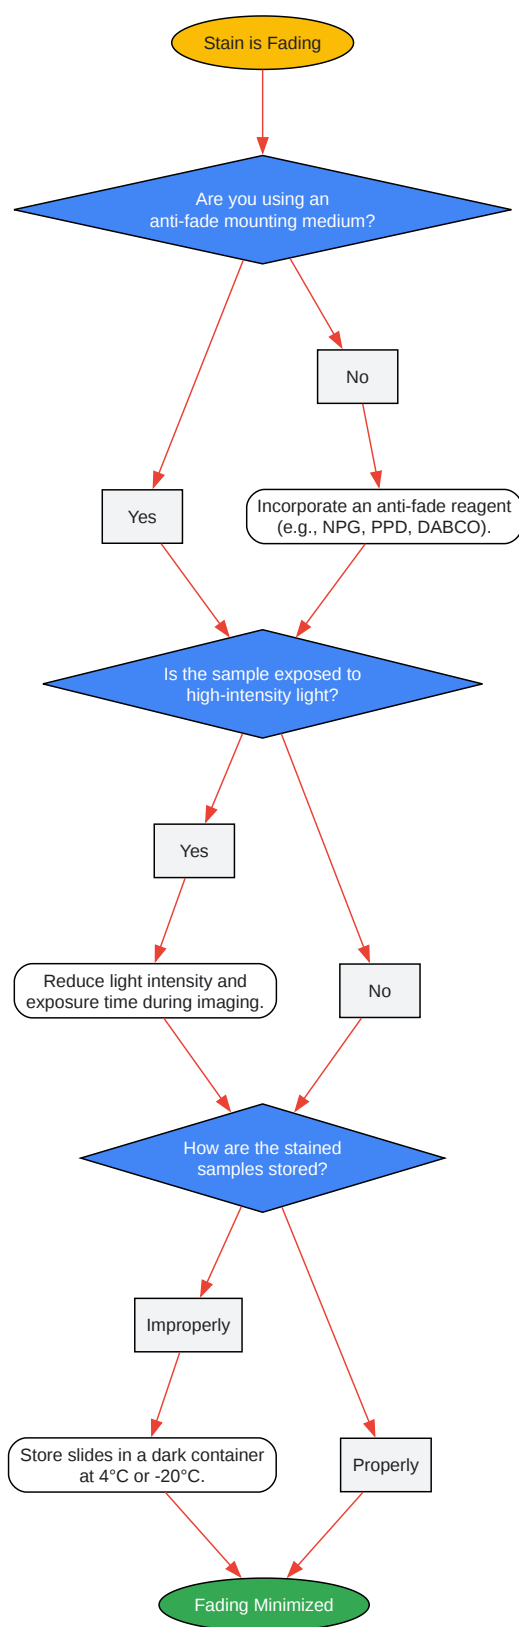 Stain is Fading
Are you using an
anti-fade mounting medium?
No
Yes
Incorporate an anti-fade reagent
(e.g., NPG, PPD, DABCO).
Is the sample exposed to
high-intensity light?
Yes
Reduce light intensity and
exposure time during imaging.
No
How are the stained
samples stored?
Improperly
Store slides in a dark container
at 4°C or -20°C.
Properly
Fading Minimized